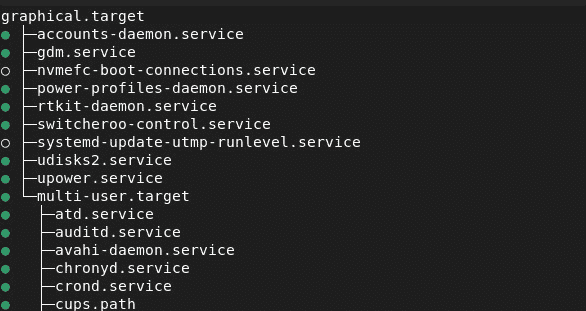 graphical.target
● ├─accounts-daemon.service
● ├─gdm.service
○ ├─nvmefc-boot-connections.service
● ├─power-profiles-daemon.service
● ├─rtkit-daemon.service
● ├─switcheroo-control.service
○ ├─systemd-update-utmp-runlevel.service
● ├─udisks2.service
● ├─upower.service
● └─multi-user.target
●   ├─atd.service
●   ├─auditd.service
●   ├─avahi-daemon.service
●   ├─chronyd.service
●   ├─crond.service
●   ├─cups.path